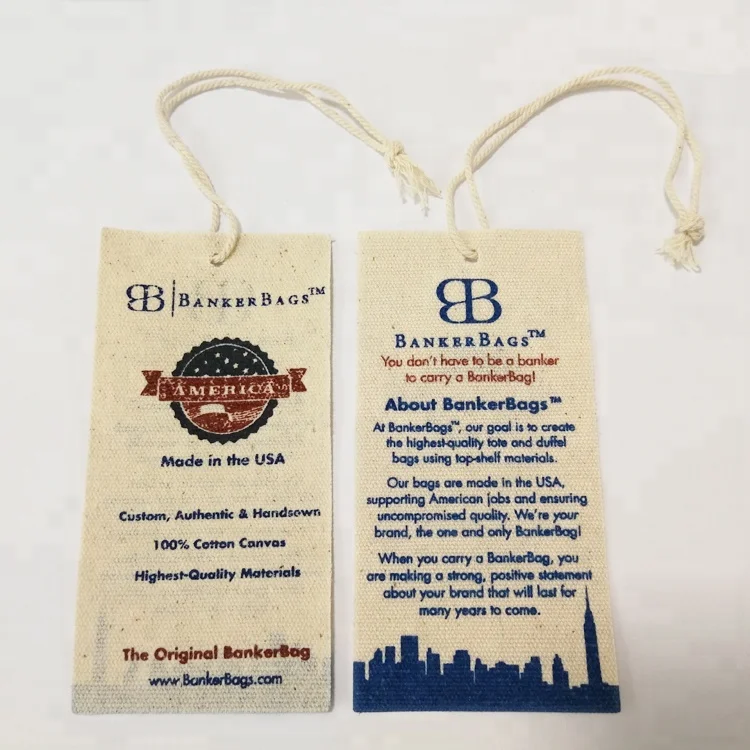 BB | BANKERBAGS™
AMERICA
Made in the USA
Custom, Authentic & Handsewn
100% Cotton Canvas
Highest-Quality Materials
The Original BankerBag
www.BankerBags.com
BB
BANKERBAGS™
You don't have to be a banker
to carry a BankerBag!
About BankerBags™
At BankerBags™, our goal is to create
the highest-quality tote and duffel
bags using top-shelf materials.
Our bags are made in the USA,
supporting American jobs and ensuring
uncompromised quality. We're your
brand, the one and only BankerBag!
When you carry a BankerBag, you
are making a strong, positive statement
about your brand that will last for
many years to come.